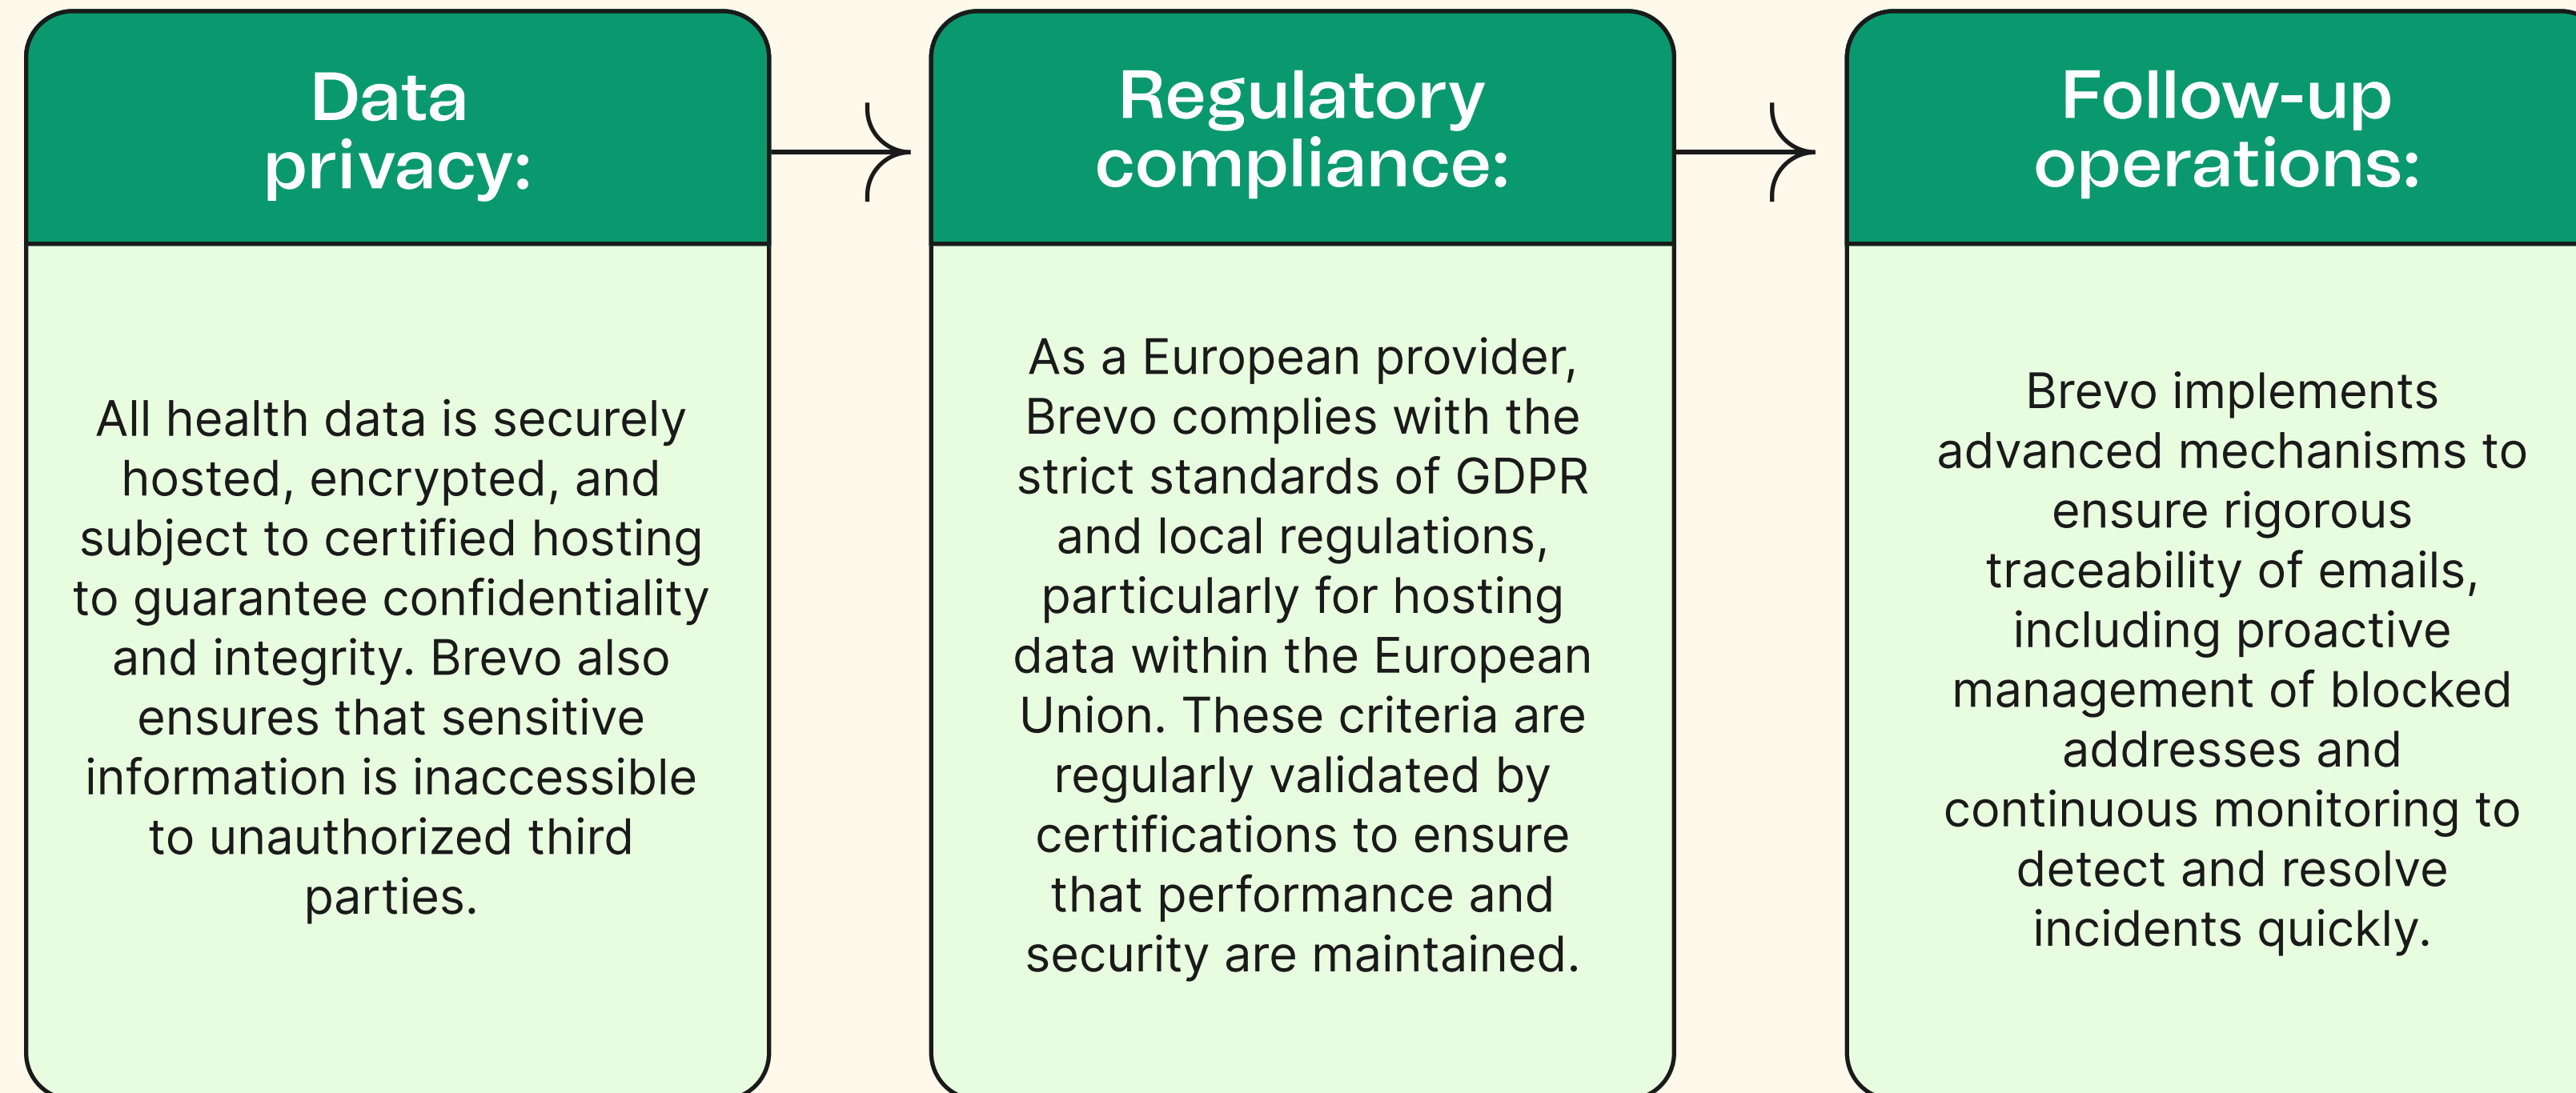 Data
privacy:
All health data is securely
hosted, encrypted, and
subject to certified hosting
to guarantee confidentiality
and integrity. Brevo also
ensures that sensitive
information is inaccessible
to unauthorized third
parties.
Regulatory
compliance:
As a European provider,
Brevo complies with the
strict standards of GDPR
and local regulations,
particularly for hosting
data within the European
Union. These criteria are
regularly validated by
certifications to ensure
that performance and
security are maintained.
Follow-up
operations:
Brevo implements
advanced mechanisms to
ensure rigorous
traceability of emails,
including proactive
management of blocked
addresses and
continuous monitoring to
detect and resolve
incidents quickly.